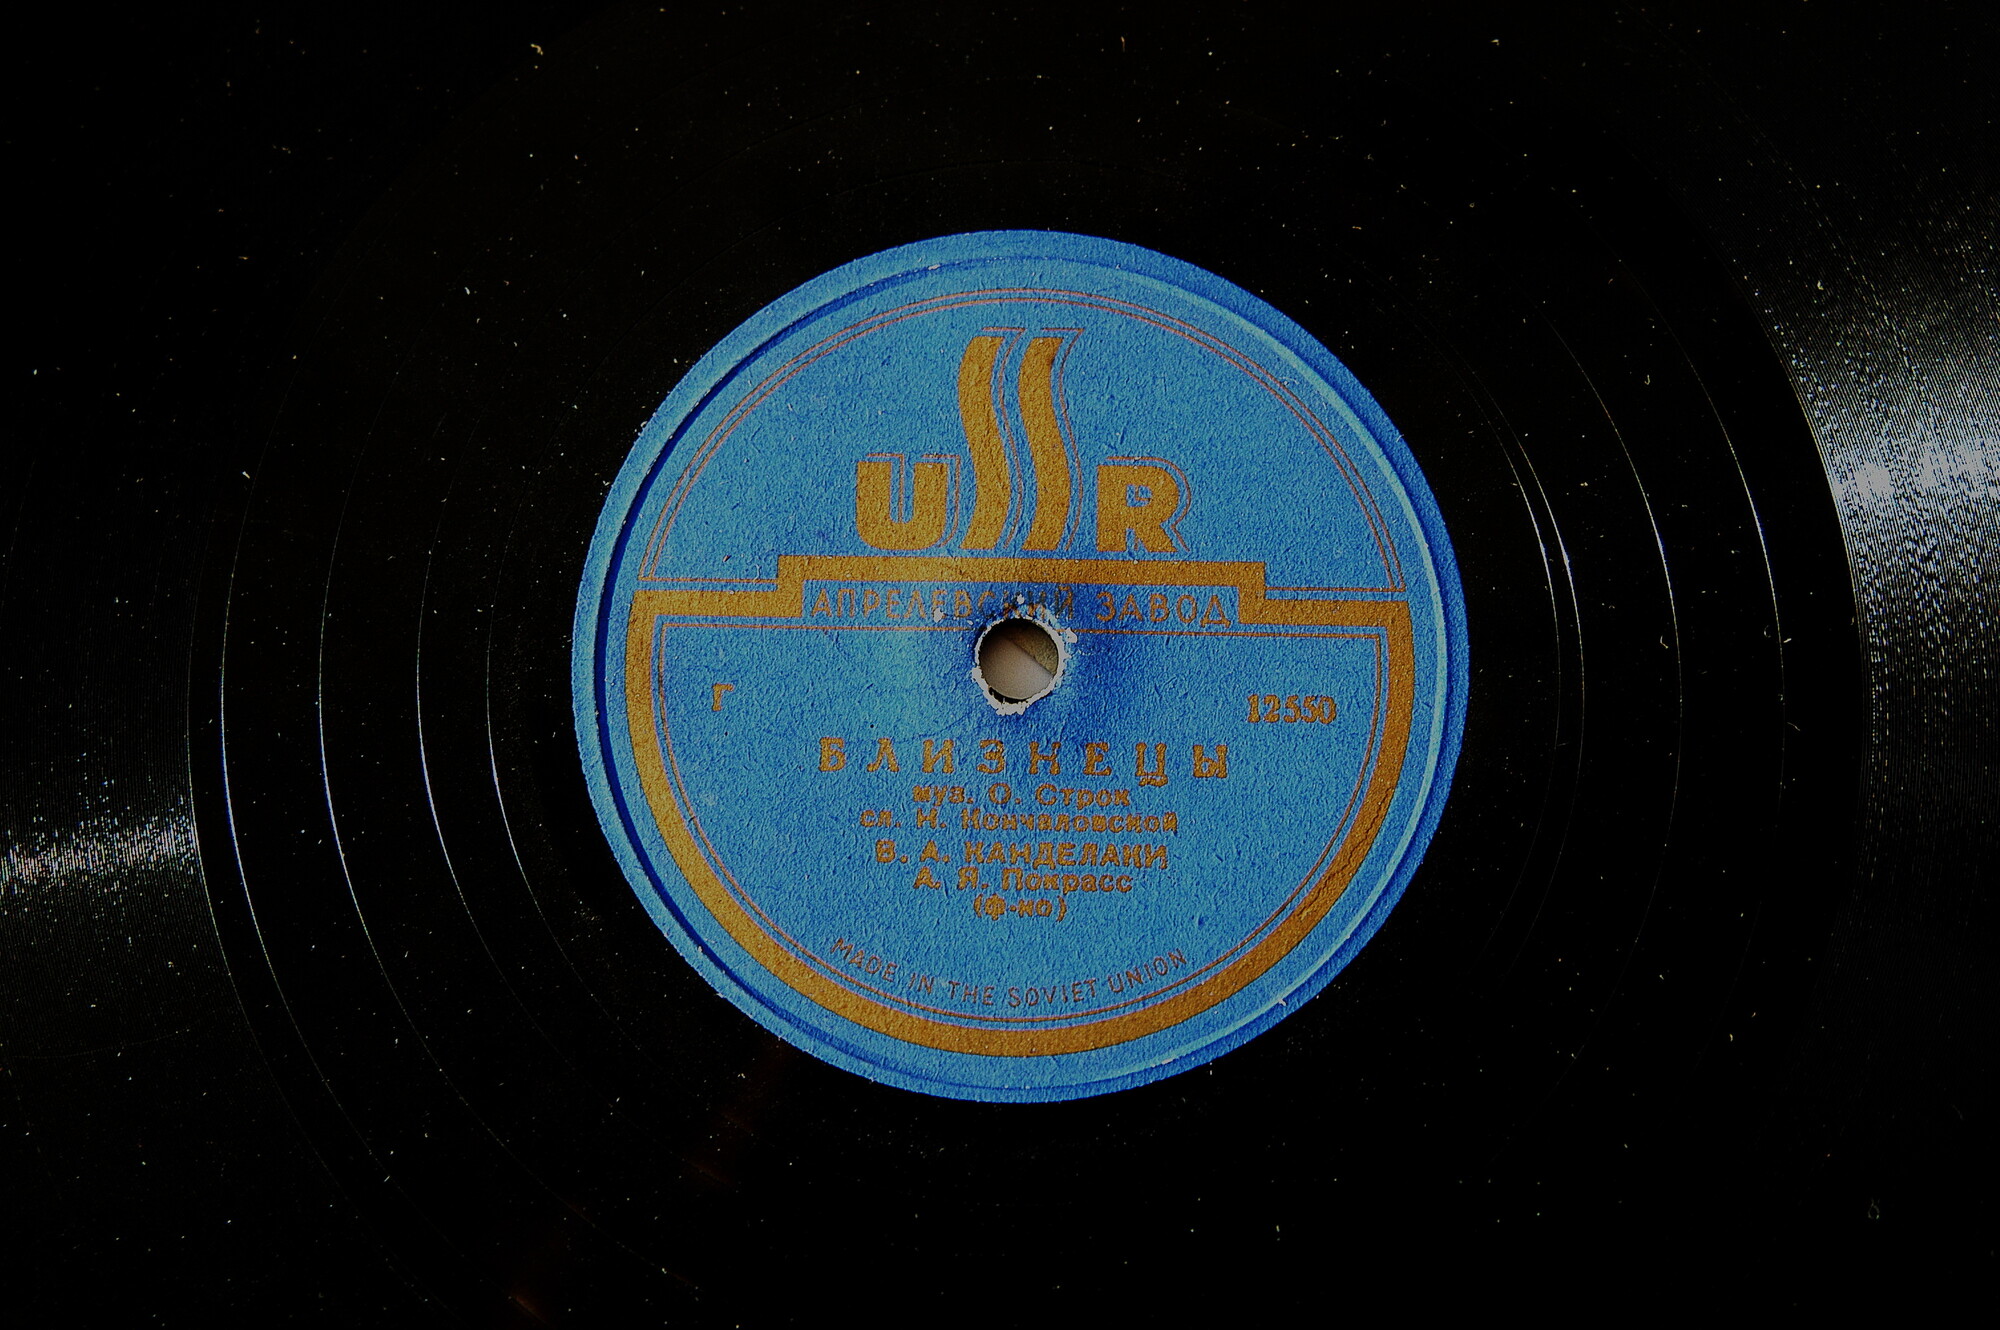 USSR
АПРЕЛЕВСКИЙ ЗАВОД
Г 12550
БЛИЗНЕЦЫ
муз. О. Строк
сл. Н. Кончаловской
В. А. КАНДЕЛАКИ
А. Я. Покрасс
(ф-но)
MADE IN THE SOVIET UNION